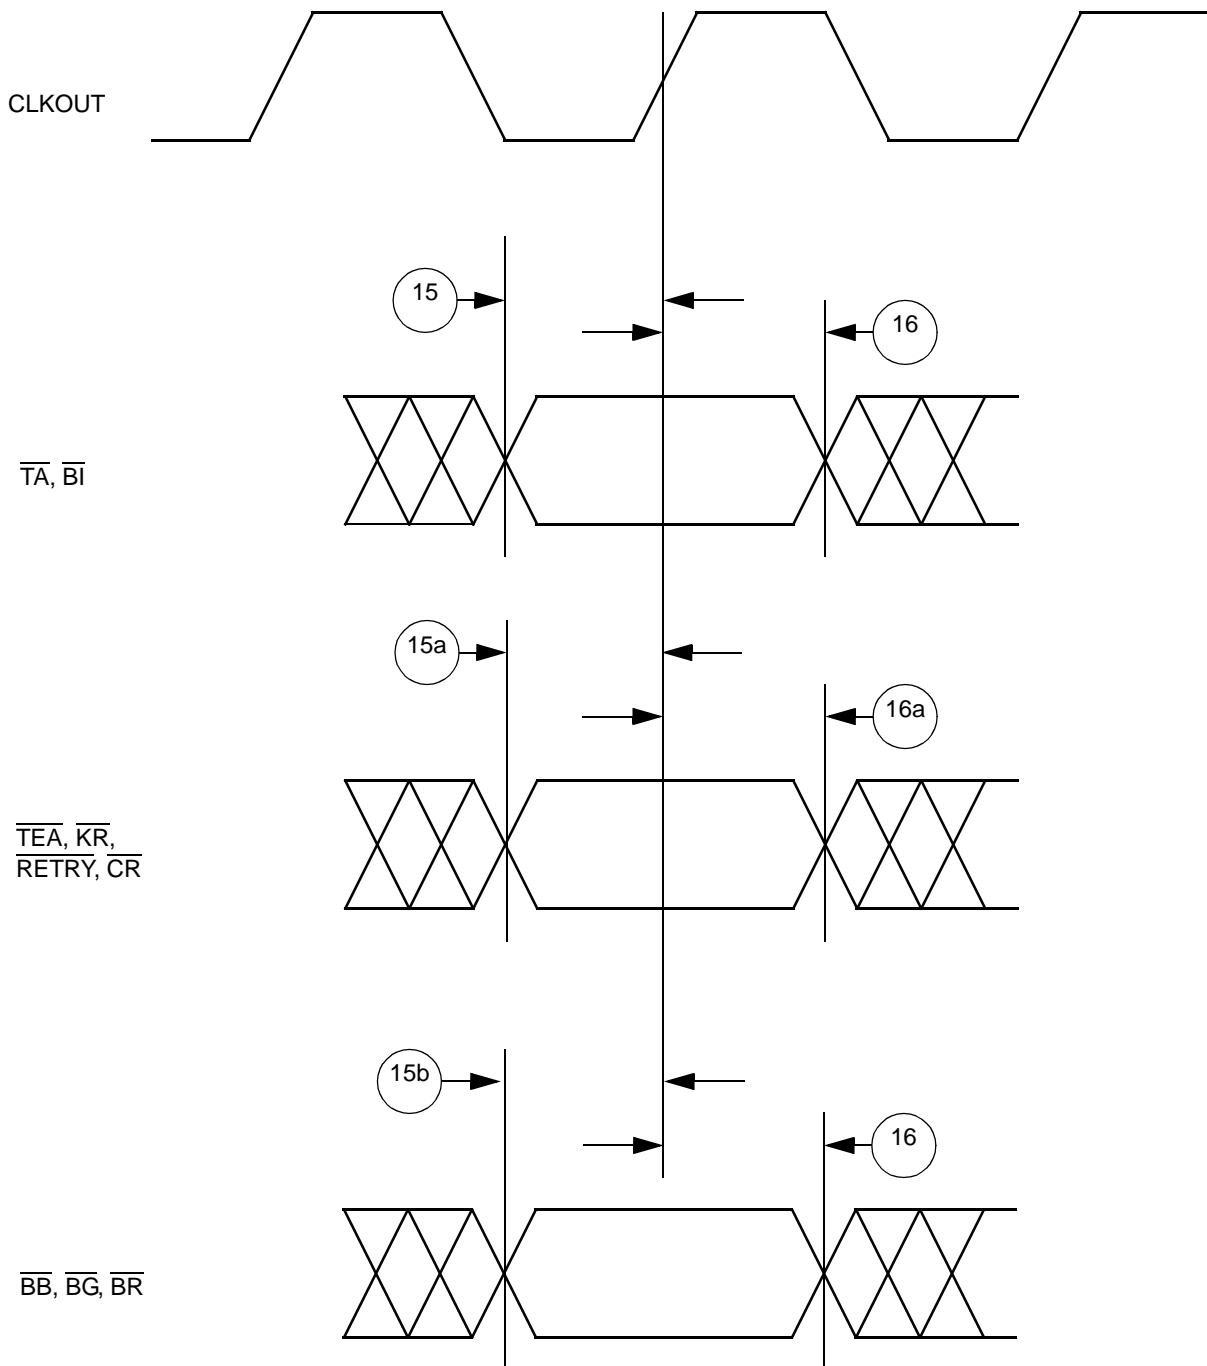 CLKOUT
15
16
TA, BI
15a
16a
TEA, KR,
RETRY, CR
15b
16
BB, BG, BR